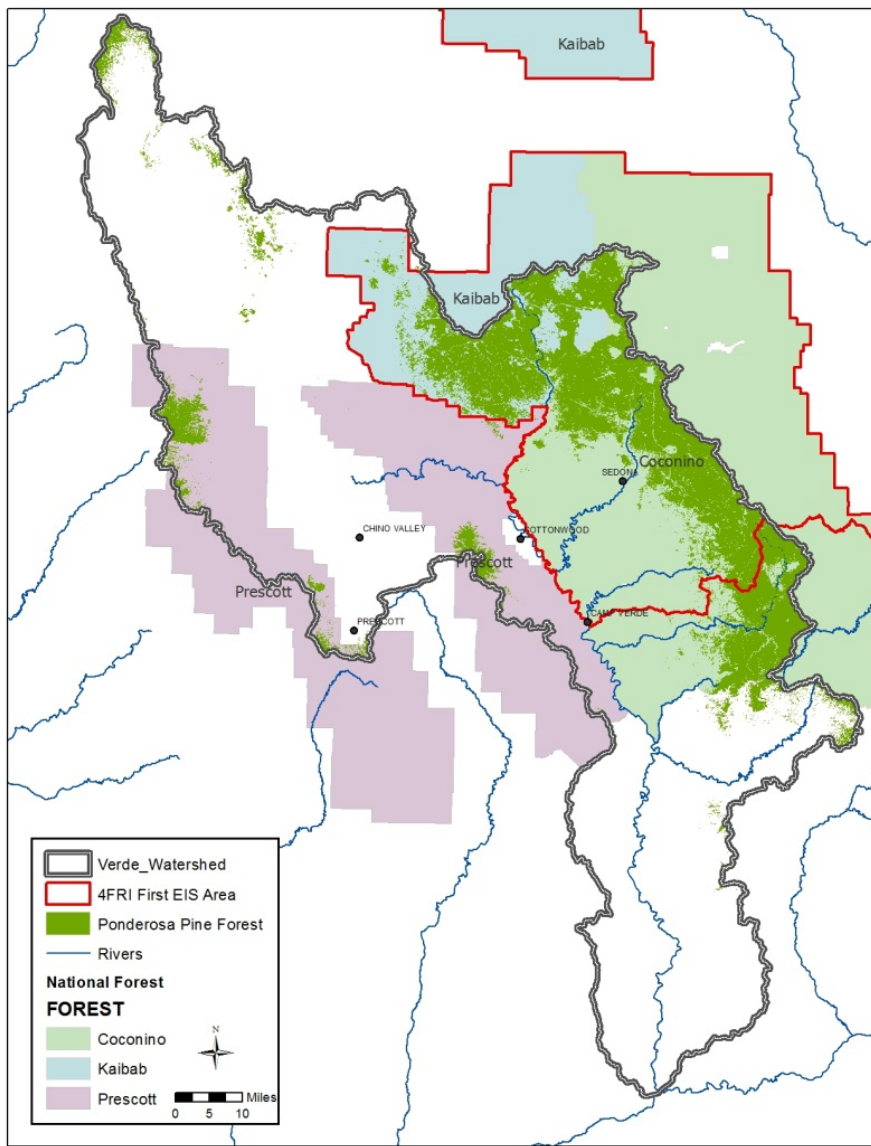 Kaibab
Kaibab
Coconino
SEDONA
CHINO VALLEY
COTTONWOOD
Prescott
Prescott
CAMP VERDE
PRESCOTT
Verde_Watershed
4FRI First EIS Area
Ponderosa Pine Forest
Rivers
National Forest
FOREST
Coconino
Kaibab
Prescott
N
Miles
0 5 10